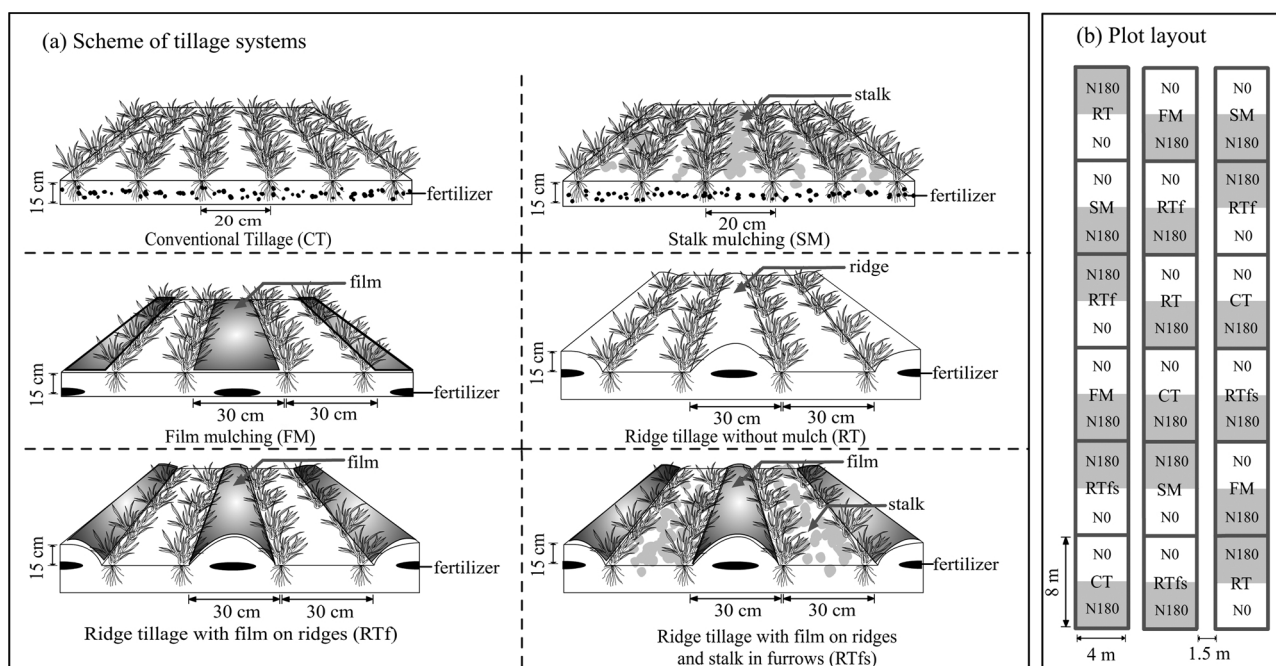 (a) Scheme of tillage systems
15 cm
fertilizer
20 cm
Conventional Tillage (CT)
stalk
15 cm
fertilizer
20 cm
Stalk mulching (SM)
film
15 cm
fertilizer
30 cm
30 cm
Film mulching (FM)
ridge
15 cm
fertilizer
30 cm
30 cm
Ridge tillage without mulch (RT)
film
15 cm
fertilizer
30 cm
30 cm
Ridge tillage with film on ridges (RTf)
film
stalk
15 cm
fertilizer
30 cm
30 cm
Ridge tillage with film on ridges
and stalk in furrows (RTfs)
(b) Plot layout
N180
RT
N0
N0
SM
N180
N180
RTf
N0
N0
FM
N180
N180
RTfs
N0
N0
CT
N180
N0
FM
N180
N0
RTf
N180
N0
RT
N180
N0
CT
N180
N180
SM
N0
N0
RTfs
N180
N0
SM
N180
N180
RTf
N0
N0
CT
N180
N0
RTfs
N180
N0
FM
N180
N180
RT
N0
8 m
4 m
1.5 m